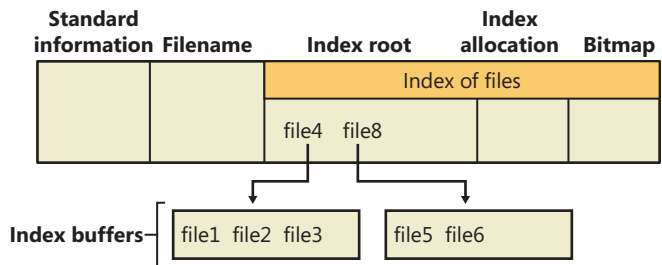 Standard information
Filename
Index root
Index allocation
Bitmap
Index of files
file4 file8
Index buffers
file1 file2 file3
file5 file6